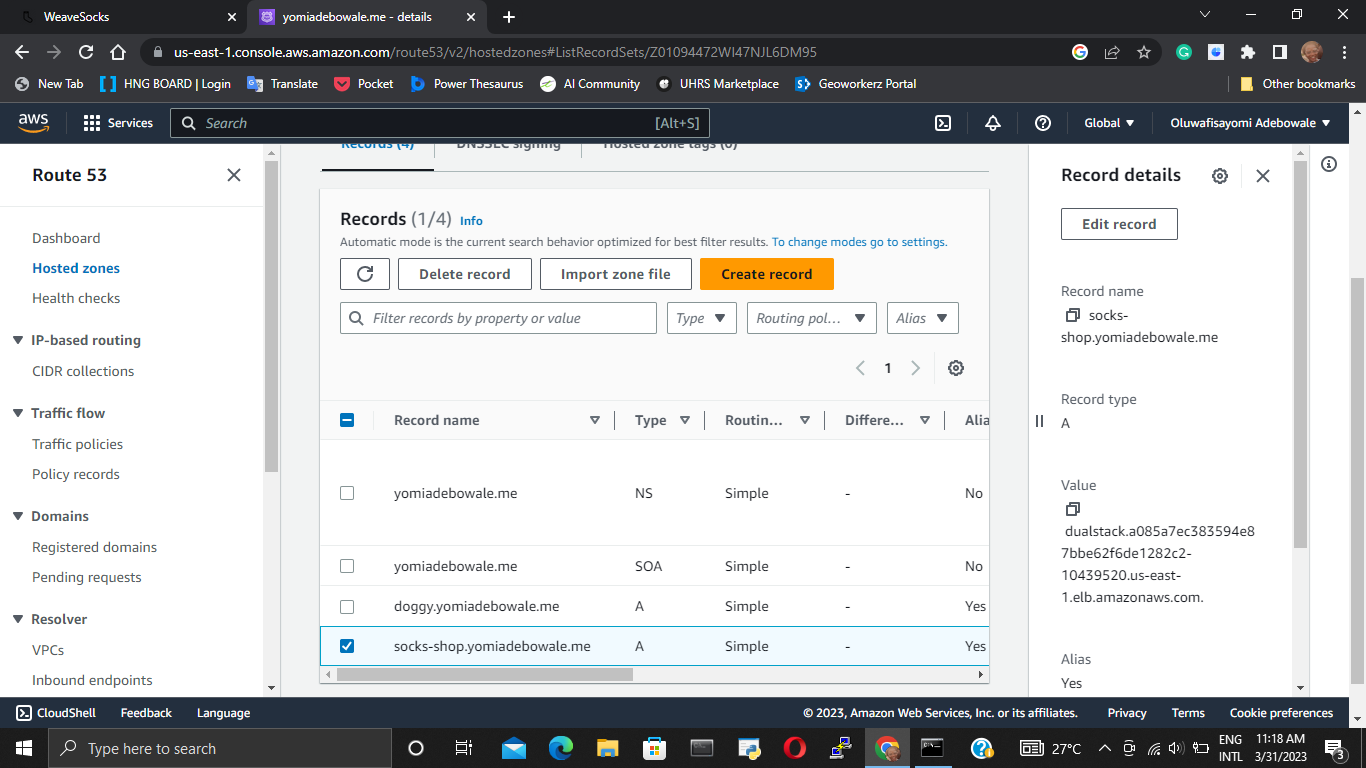 WeaveSocks
yomiadebowale.me - details
us-east-1.console.aws.amazon.com/route53/v2/hostedzones#ListRecordSets/Z01094472WI47NJL6DM95
New Tab
HNG BOARD | Login
Translate
Pocket
Power Thesaurus
AI Community
UHRS Marketplace
Geoworkerz Portal
Other bookmarks
aws
Services
Search
[Alt+S]
Global
Oluwafisayomi Adebowale
Route 53
Dashboard
Hosted zones
Health checks
IP-based routing
CIDR collections
Traffic flow
Traffic policies
Policy records
Domains
Registered domains
Pending requests
Resolver
VPCs
Inbound endpoints
Records (4)
DNSSEC signing
Hosted zone tags (0)
Records (1/4) Info
Automatic mode is the current search behavior optimized for best filter results. To change modes go to settings.
Delete record
Import zone file
Create record
Filter records by property or value
Type
Routing pol...
Alias
1
Record name Type Routin... Differe... Alia
yomiadebowale.me NS Simple - No
yomiadebowale.me SOA Simple - No
doggy.yomiadebowale.me A Simple - Yes
socks-shop.yomiadebowale.me A Simple - Yes
Record details
Edit record
Record name
socks-
shop.yomiadebowale.me
Record type
A
Value
dualstack.a085a7ec383594e8
7bbe62f6de1282c2-
10439520.us-east-
1.elb.amazonaws.com.
Alias
Yes
CloudShell
Feedback
Language
© 2023, Amazon Web Services, Inc. or its affiliates.
Privacy
Terms
Cookie preferences
Type here to search
27°C
ENG
INTL
11:18 AM
3/31/2023
3